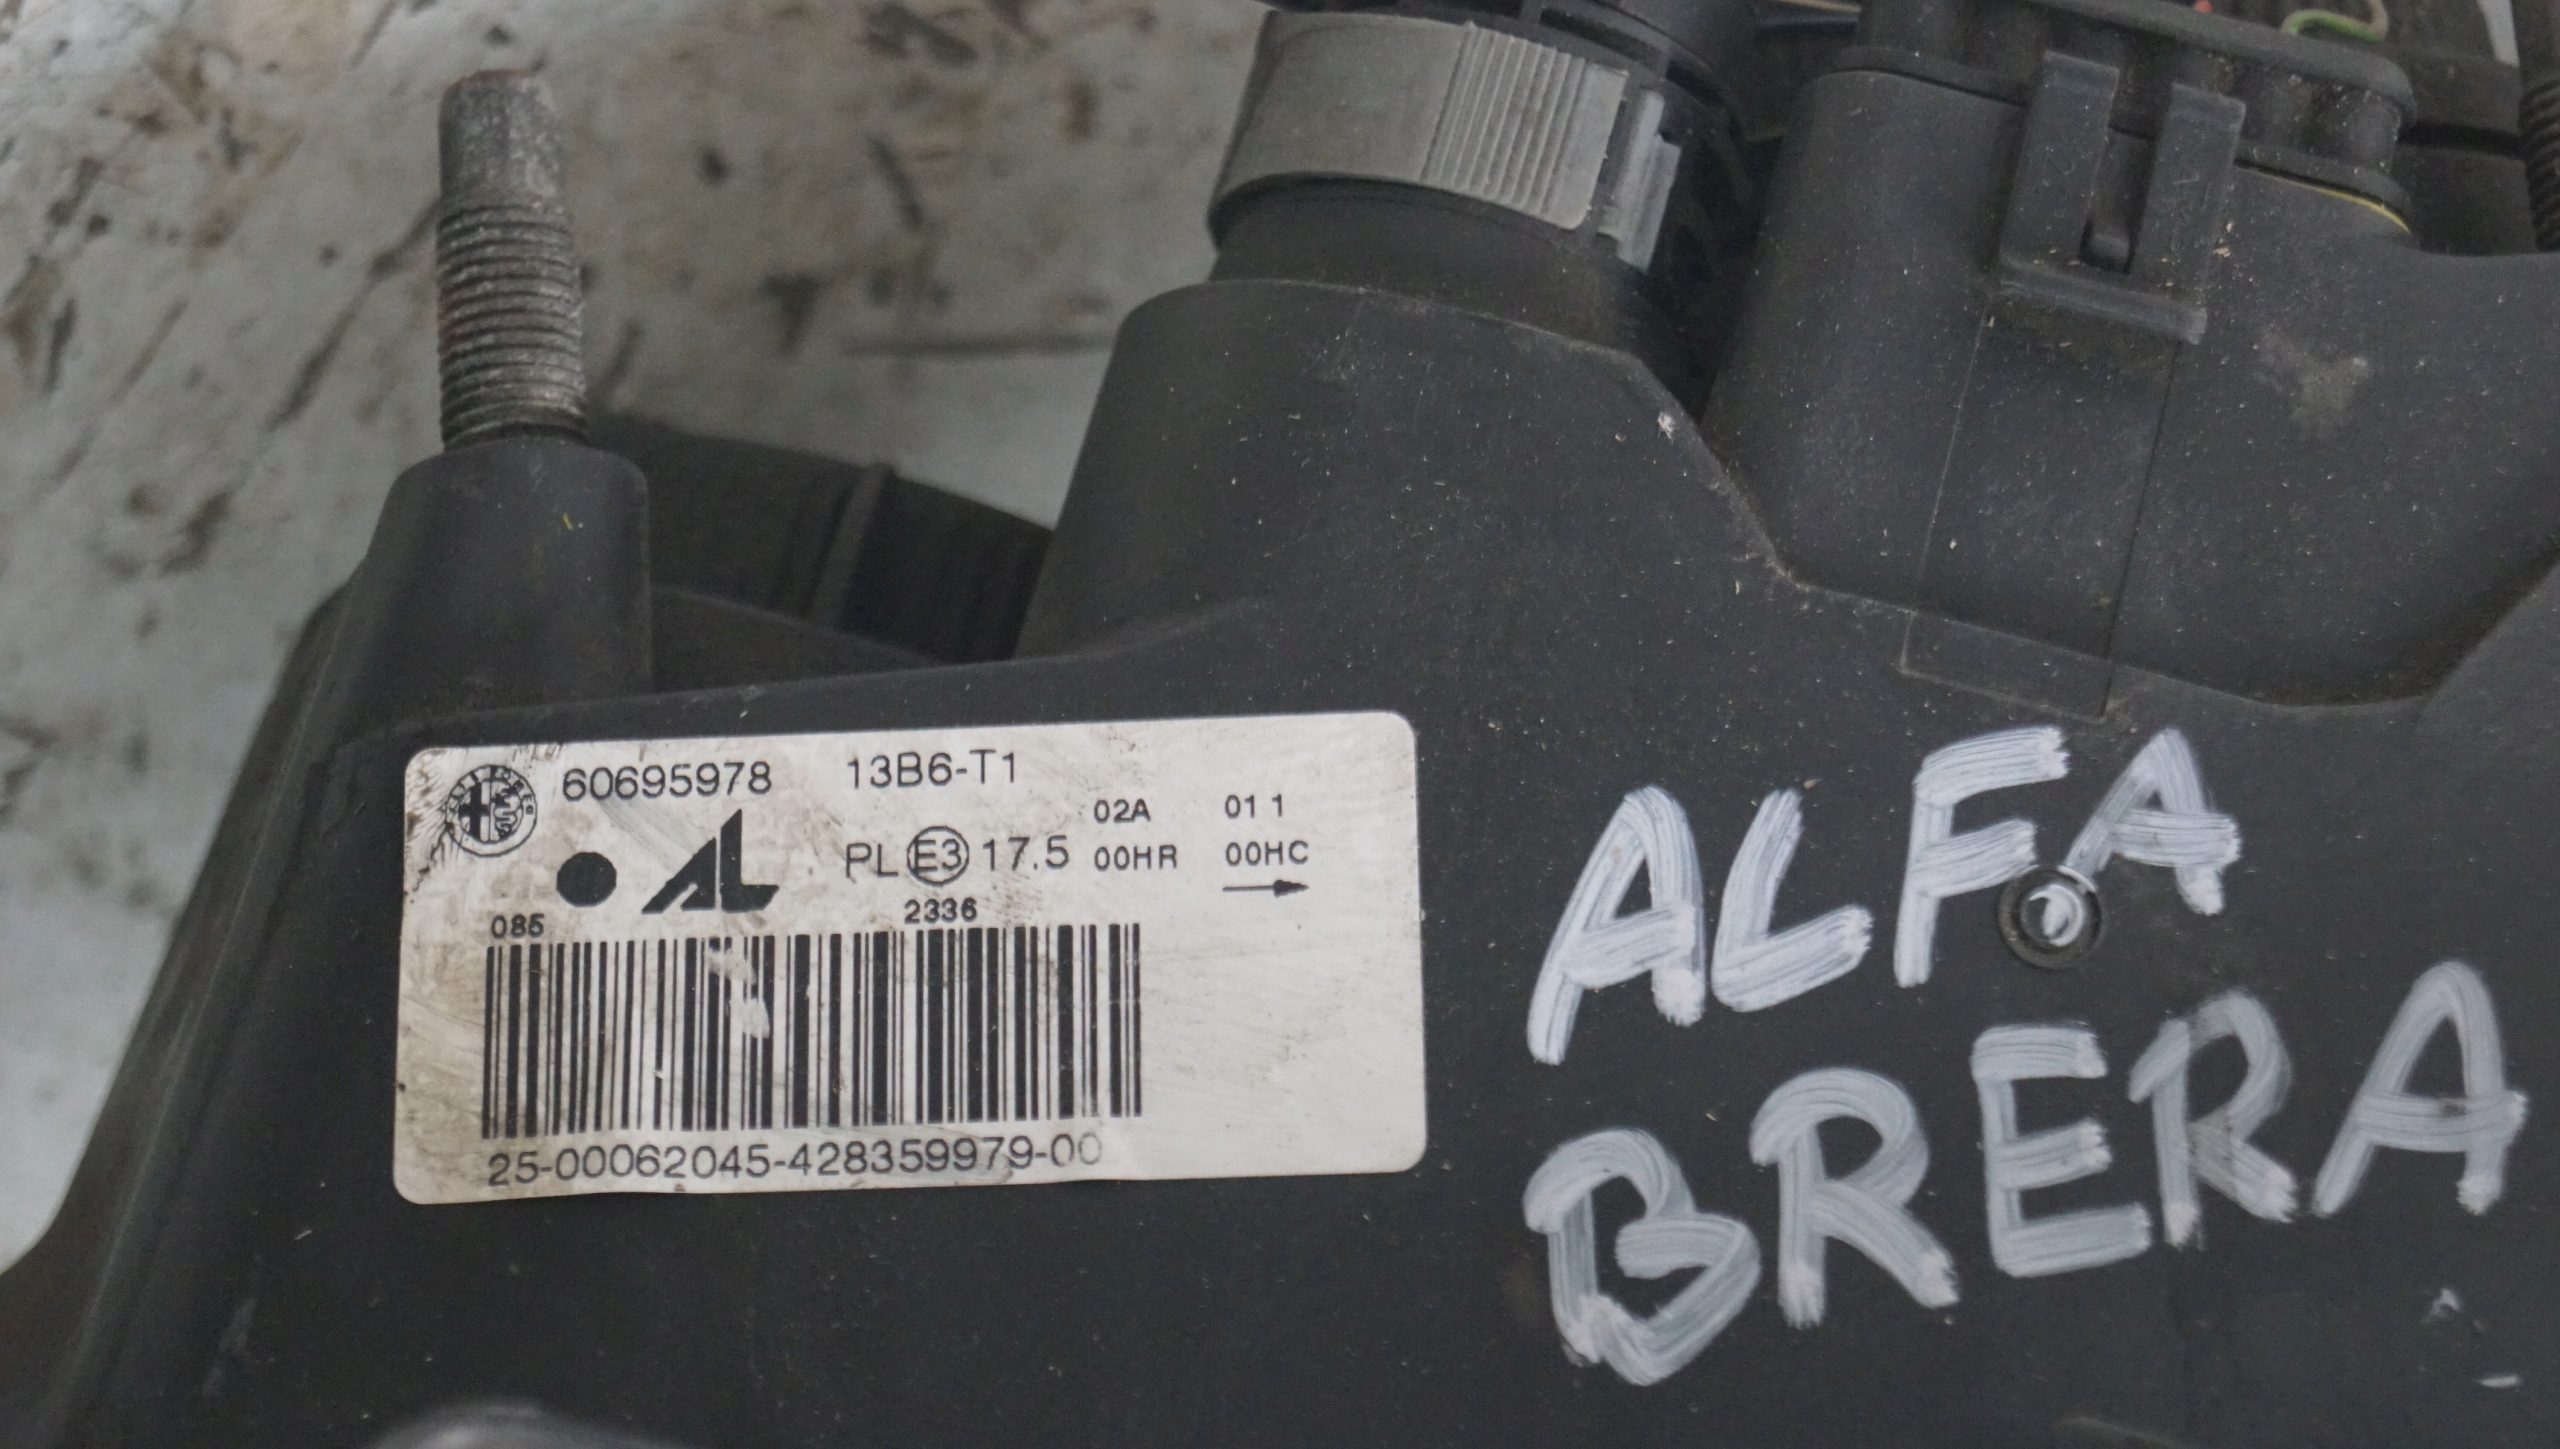 60695978 13B6-T1
02A 01 1
PL E3 17.5 00HR 00HC
AL
085 2336
25-00062045-428359979-00
ALFA
BRERA